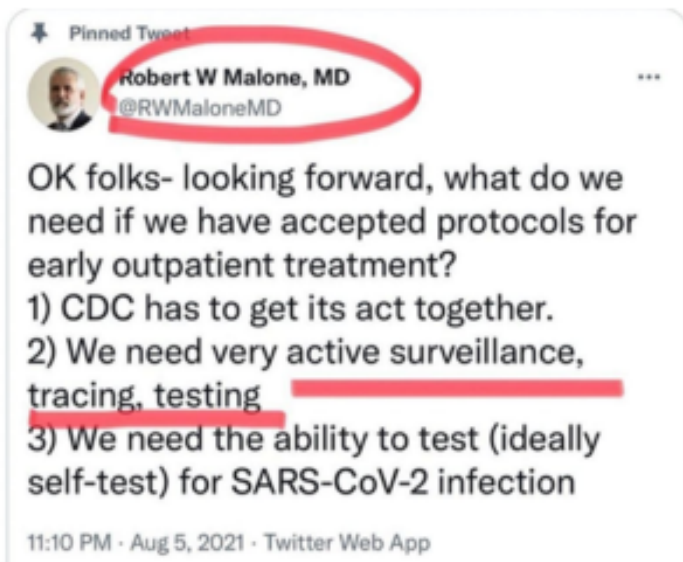 Pinned Tweet
Robert W Malone, MD
@RWMaloneMD
OK folks- looking forward, what do we
need if we have accepted protocols for
early outpatient treatment?
1) CDC has to get its act together.
2) We need very active surveillance,
tracing, testing
3) We need the ability to test (ideally
self-test) for SARS-CoV-2 infection
11:10 PM · Aug 5, 2021 · Twitter Web App